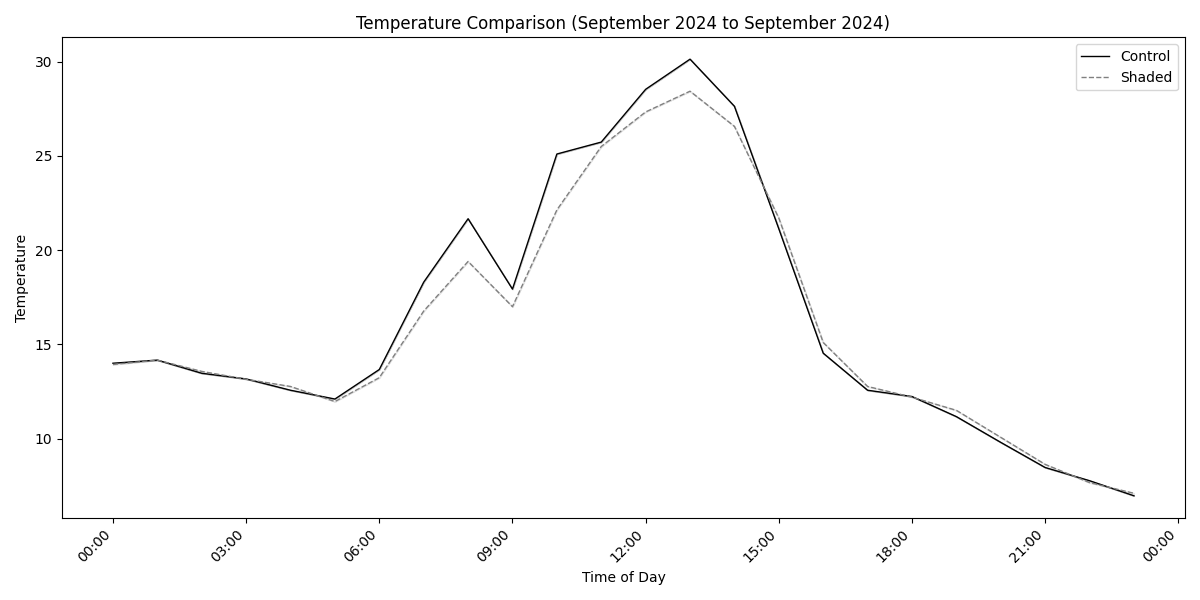 Temperature Comparison (September 2024 to September 2024)
Control
Shaded
30
25
20
15
10
Temperature
00:00
03:00
06:00
09:00
12:00
15:00
18:00
21:00
00:00
Time of Day